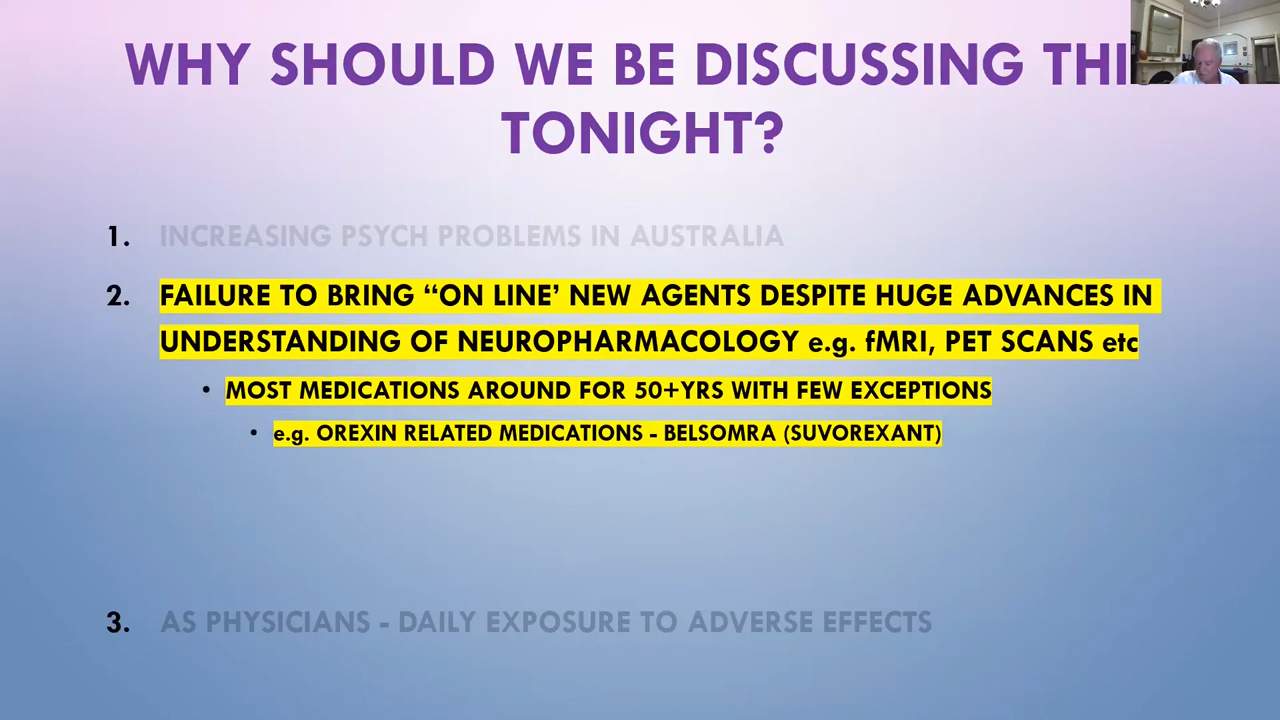 WHY SHOULD WE BE DISCUSSING THI
TONIGHT?
1. INCREASING PSYCH PROBLEMS IN AUSTRALIA
2. FAILURE TO BRING “ON LINE’ NEW AGENTS DESPITE HUGE ADVANCES IN
UNDERSTANDING OF NEUROPHARMACOLOGY e.g. fMRI, PET SCANS etc
• MOST MEDICATIONS AROUND FOR 50+YRS WITH FEW EXCEPTIONS
• e.g. OREXIN RELATED MEDICATIONS - BELSOMRA (SUVOREXANT)
3. AS PHYSICIANS - DAILY EXPOSURE TO ADVERSE EFFECTS